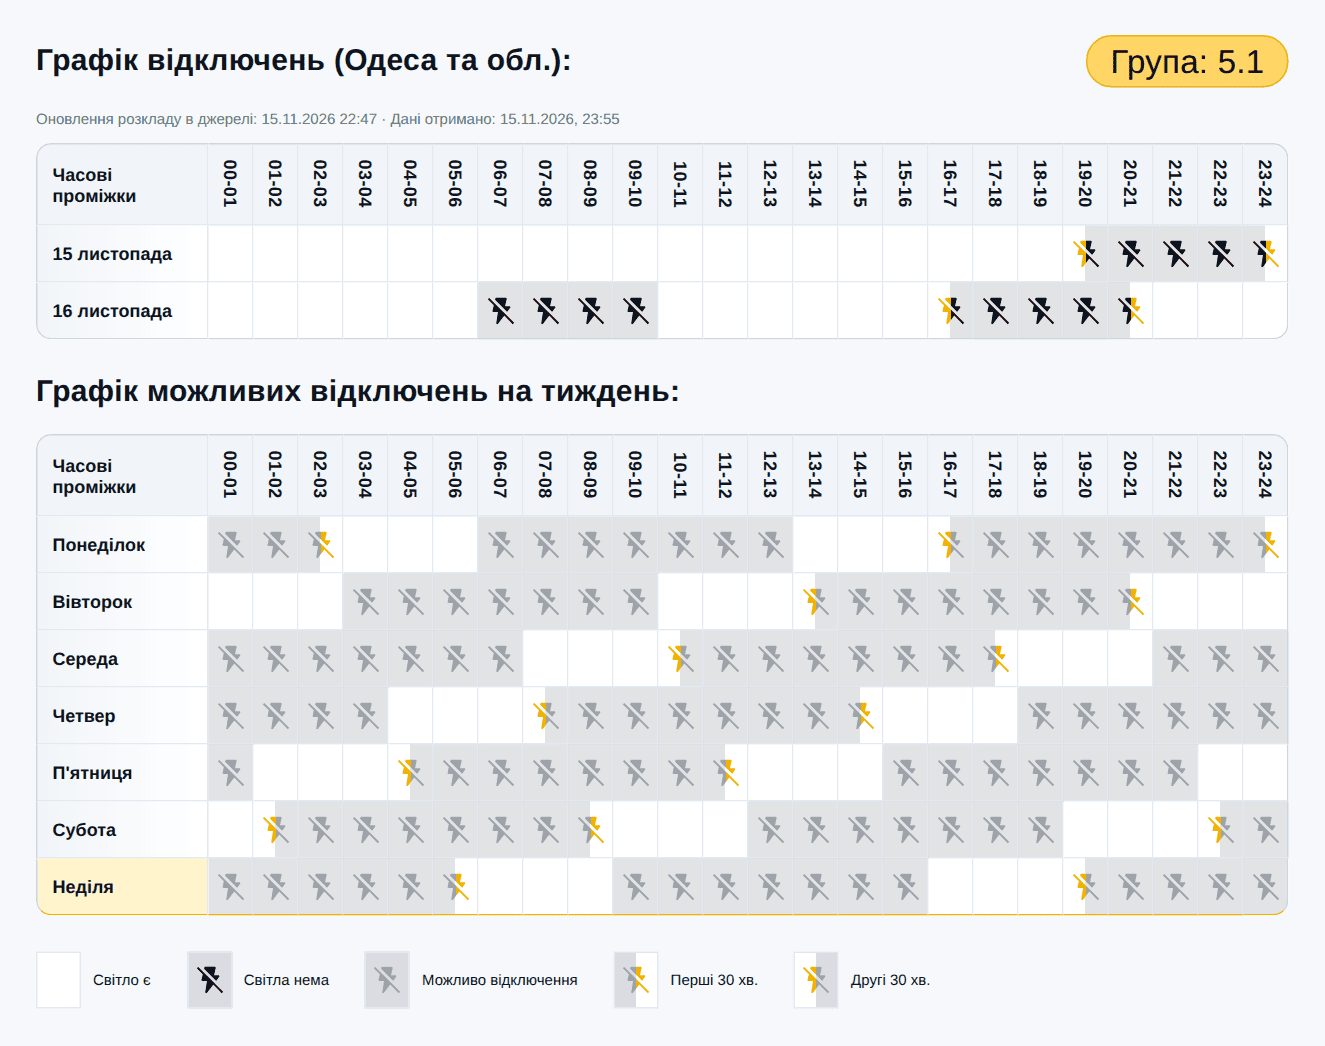 Графік відключень (Одеса та обл.):
Група: 5.1
Оновлення розкладу в джерелі: 15.11.2026 22:47 · Дані отримано: 15.11.2026, 23:55
Часові проміжки 00-01 01-02 02-03 03-04 04-05 05-06 06-07 07-08 08-09 09-10 10-11 11-12 12-13 13-14 14-15 15-16 16-17 17-18 18-19 19-20 20-21 21-22 22-23 23-24
15 листопада
16 листопада
Графік можливих відключень на тиждень:
Часові проміжки 00-01 01-02 02-03 03-04 04-05 05-06 06-07 07-08 08-09 09-10 10-11 11-12 12-13 13-14 14-15 15-16 16-17 17-18 18-19 19-20 20-21 21-22 22-23 23-24
Понеділок
Вівторок
Середа
Четвер
П'ятниця
Субота
Неділя
Світло є Світла нема Можливо відключення Перші 30 хв. Другі 30 хв.